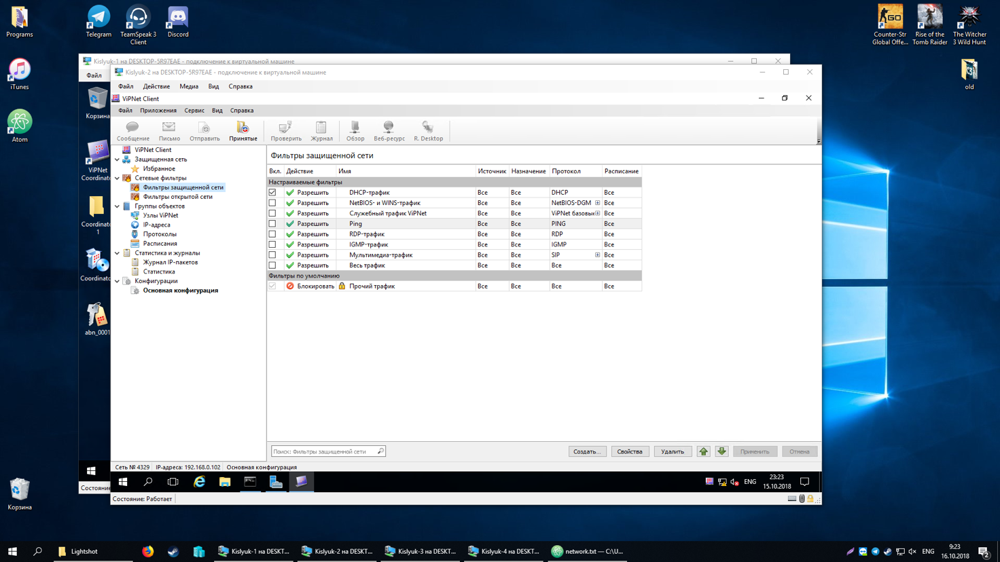 Programs
Telegram
TeamSpeak 3
Client
Discord
Counter-Str
Global Offe...
Rise of the
Tomb Raider
The Witcher
3 Wild Hunt
iTunes
old
Atom
Корзина
Kislyuk-1 на DESKTOP-5R97EAE - подключение к виртуальной машине
Файл
Корзина
ViPNet
Coordinator
Coordinator
1
Coordinator
abn_0001
Состояние
Kislyuk-2 на DESKTOP-5R97EAE - подключение к виртуальной машине
Файл Действие Медиа Вид Справка
ViPNet Client
Файл Приложения Сервис Вид Справка
Сообщение Письмо Отправить Принятые Проверить Журнал Обзор Веб-ресурс R. Desktop
ViPNet Client
Защищенная сеть
Избранное
Сетевые фильтры
Фильтры защищенной сети
Фильтры открытой сети
Группы объектов
Узлы ViPNet
IP-адреса
Протоколы
Расписания
Статистика и журналы
Журнал IP-пакетов
Статистика
Конфигурации
Основная конфигурация
Фильтры защищенной сети
Вкл. Действие Имя Источник Назначение Протокол Расписание
Настраиваемые фильтры
Разрешить DHCP-трафик Все Все DHCP Все
Разрешить NetBIOS- и WINS-трафик Все Все NetBIOS-DGM Все
Разрешить Служебный трафик ViPNet Все Все ViPNet базовые Все
Разрешить Ping Все Все PING Все
Разрешить RDP-трафик Все Все RDP Все
Разрешить IGMP-трафик Все Все IGMP Все
Разрешить Мультимедиа-трафик Все Все SIP Все
Разрешить Весь трафик Все Все Все Все
Фильтры по умолчанию
Блокировать Прочий трафик Все Все Все Все
Поиск: Фильтры защищенной сети
Создать... Свойства Удалить Применить Отмена
Сеть № 4329 IP-адреса: 192.168.0.102 Основная конфигурация
ENG
23:23
15.10.2018
Состояние: Работает
Lightshot
Kislyuk-1 на DESKT...
Kislyuk-2 на DESKT...
Kislyuk-3 на DESKT...
Kislyuk-4 на DESKT...
network.txt — C:\U...
ENG
9:23
16.10.2018
2